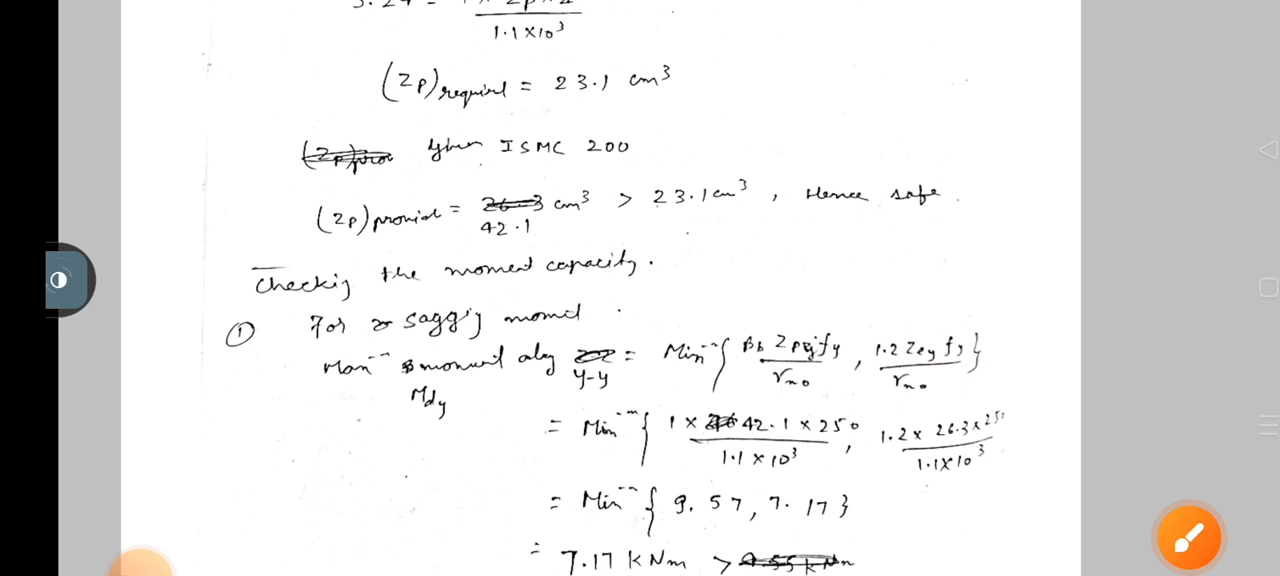 1.1 × 10³
(Zp)required = 23.1 cm³
given ISMC 200
(Zp)provided = 42.1 cm³ > 23.1 cm³, Hence safe.
Checking the moment capacity.
① For sagging moment.
Max^m moment along y-y = Min^m { βb Zpy fy / γm0 , 1.2 Zey fy / γm0 }
Mdy
= Min^m { 1 × 42.1 × 250 / 1.1 × 10³ , 1.2 × 26.3 × 250 / 1.1 × 10³ }
= Min^m { 9.57, 7.17 }
= 7.17 kNm >